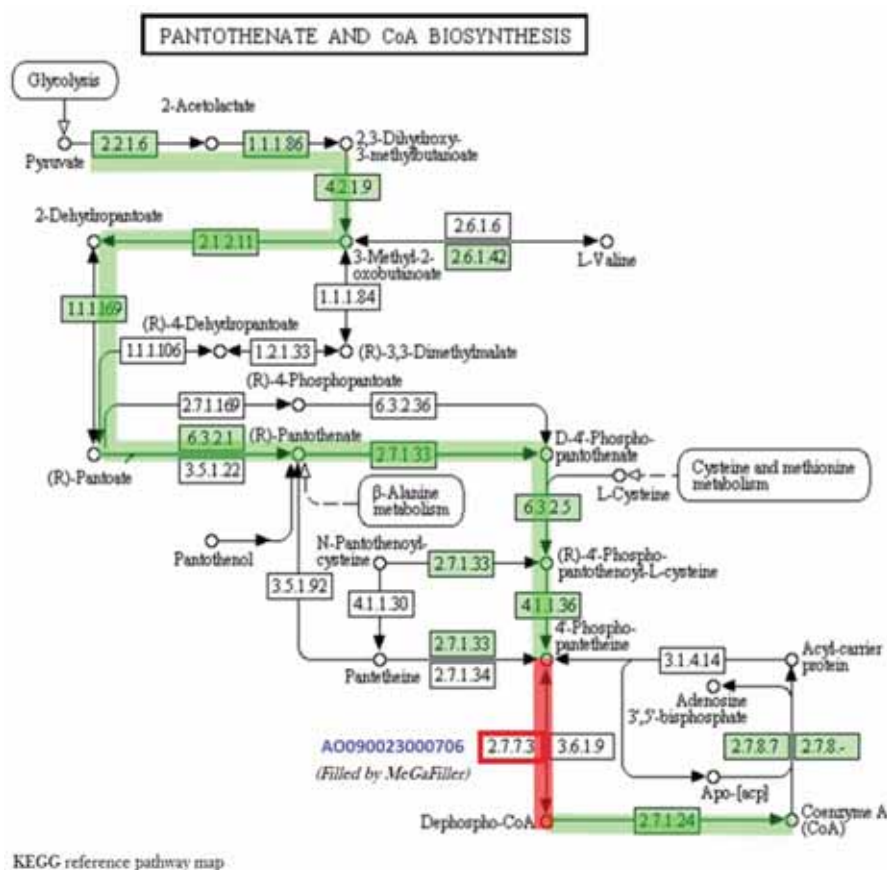 PANTOTHENATE AND CoA BIOSYNTHESIS
Glycolysis
2-Acetolactate
2.2.1.6
1.1.1.86
2,3-Dihydroxy-
3-methylbutanoate
Pyruvate
4.2.1.9
2-Dehydropantoate
2.1.2.11
2.6.1.6
2.6.1.42
L-Valine
3-Methyl-2-
oxobutanoate
1.1.1.169
1.1.1.84
(R)-4-Dehydropantoate
1.1.1.106
1.2.1.33
(R)-3,3-Dimethylmalate
(R)-4-Phosphopantoate
2.7.1.169
6.3.2.36
6.3.2.1
(R)-Pantothenate
2.7.1.33
D-4'-Phospho-
pantothenate
(R)-Pantoate
3.5.1.22
Cysteine and methionine
metabolism
L-Cysteine
β-Alanine
metabolism
6.3.2.5
Pantothenol
N-Pantothenoyl-
cysteine
2.7.1.33
(R)-4'-Phospho-
pantothenoyl-L-cysteine
3.5.1.92
4.1.1.30
4.1.1.36
4'-Phospho-
pantetheine
2.7.1.33
Pantetheine
2.7.1.34
3.1.4.14
Acyl-carrier
protein
Adenosine
3',5'-bisphosphate
AO090023000706
2.7.7.3
3.6.1.9
2.7.8.7
2.7.8.-
(Filled by MeGaFiller)
Apo-[acp]
Dephospho-CoA
2.7.1.24
Coenzyme A
(CoA)
KEGG reference pathway map